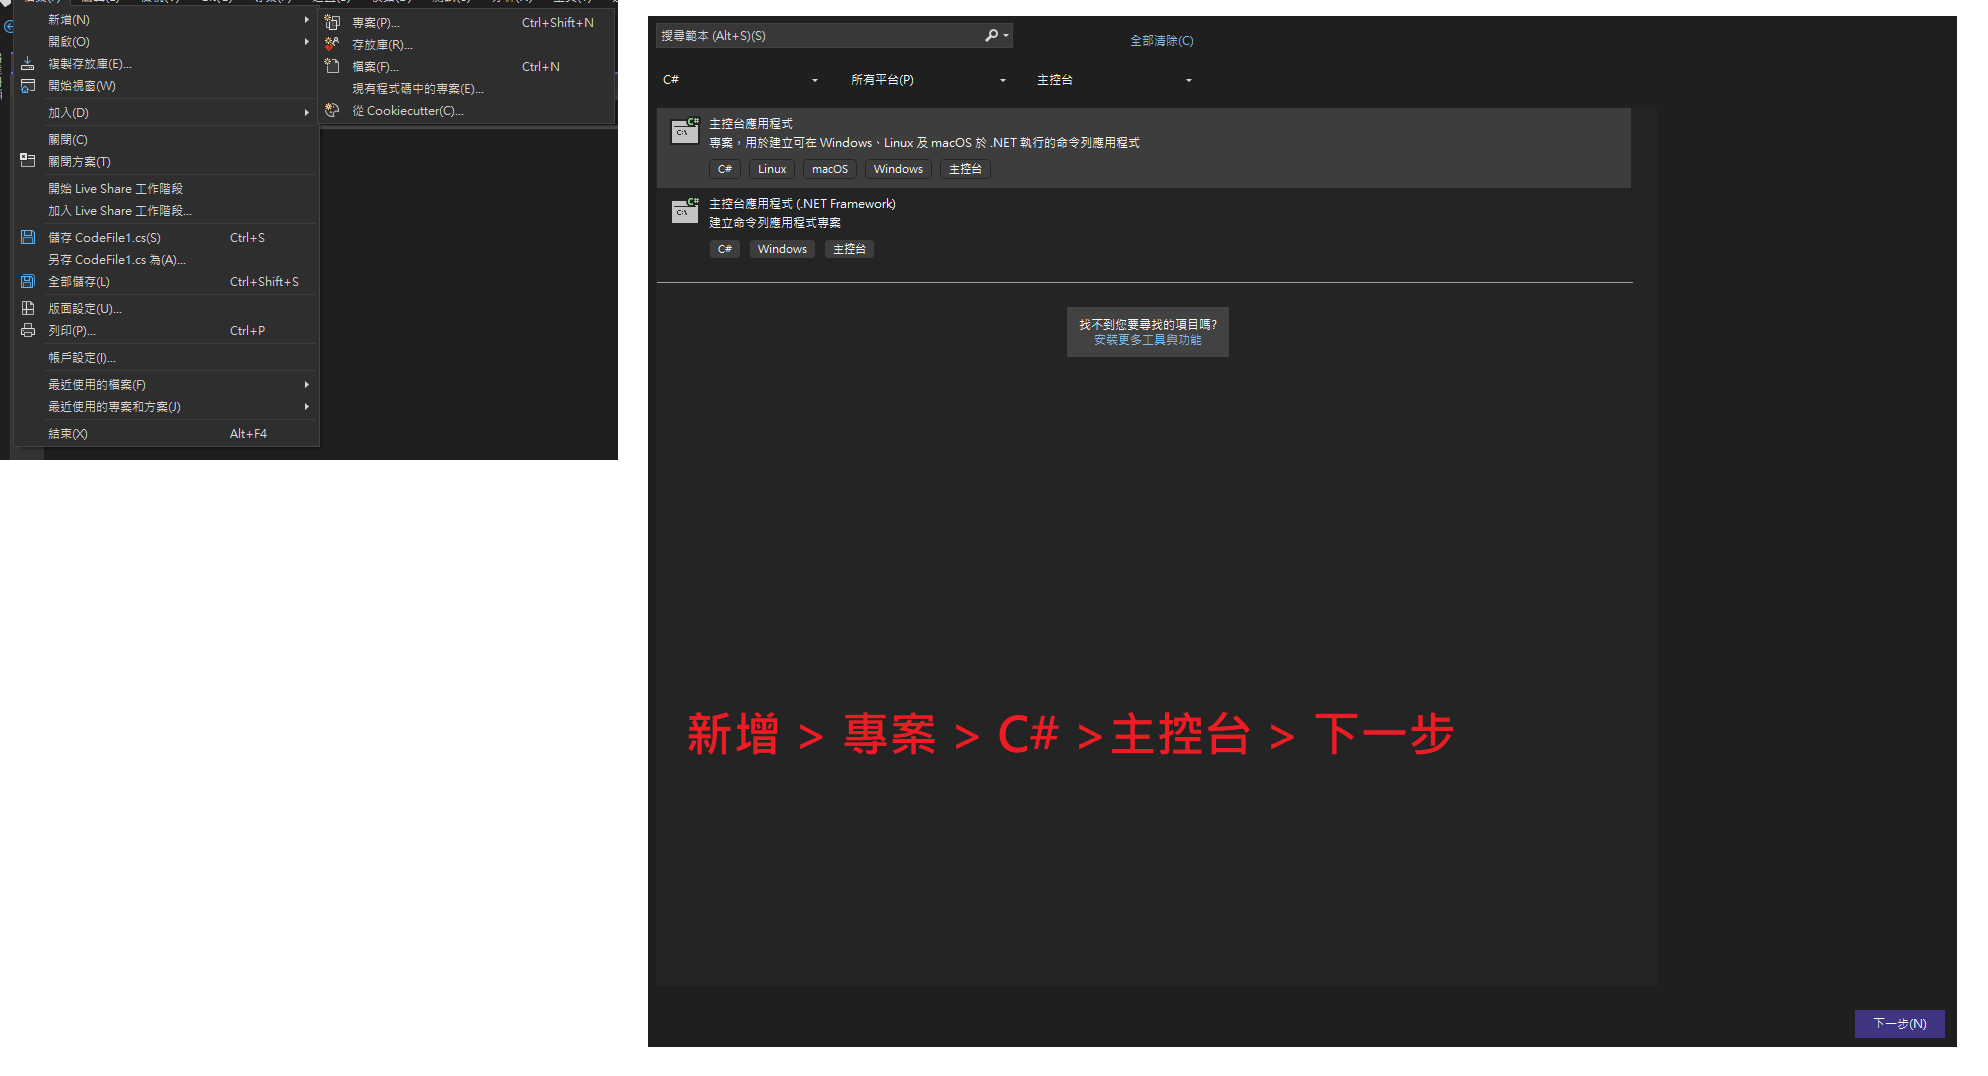 新增(N)
開啟(O)
複製存放庫(E)...
開始視窗(W)
加入(D)
關閉(C)
關閉方案(T)
開始 Live Share 工作階段
加入 Live Share 工作階段...
儲存 CodeFile1.cs(S) Ctrl+S
另存 CodeFile1.cs 為(A)...
全部儲存(L) Ctrl+Shift+S
版面設定(U)...
列印(P)... Ctrl+P
帳戶設定(I)...
最近使用的檔案(F)
最近使用的專案和方案(J)
結束(X) Alt+F4
專案(P)... Ctrl+Shift+N
存放庫(R)...
檔案(F)... Ctrl+N
現有程式碼中的專案(E)...
從 Cookiecutter(C)...
搜尋範本 (Alt+S)(S)
全部清除(C)
C# 所有平台(P) 主控台
主控台應用程式
專案，用於建立可在 Windows、Linux 及 macOS 於 .NET 執行的命令列應用程式
C# Linux macOS Windows 主控台
主控台應用程式 (.NET Framework)
建立命令列應用程式專案
C# Windows 主控台
找不到您要尋找的項目嗎?
安裝更多工具與功能
新增 > 專案 > C# >主控台 > 下一步
下一步(N)